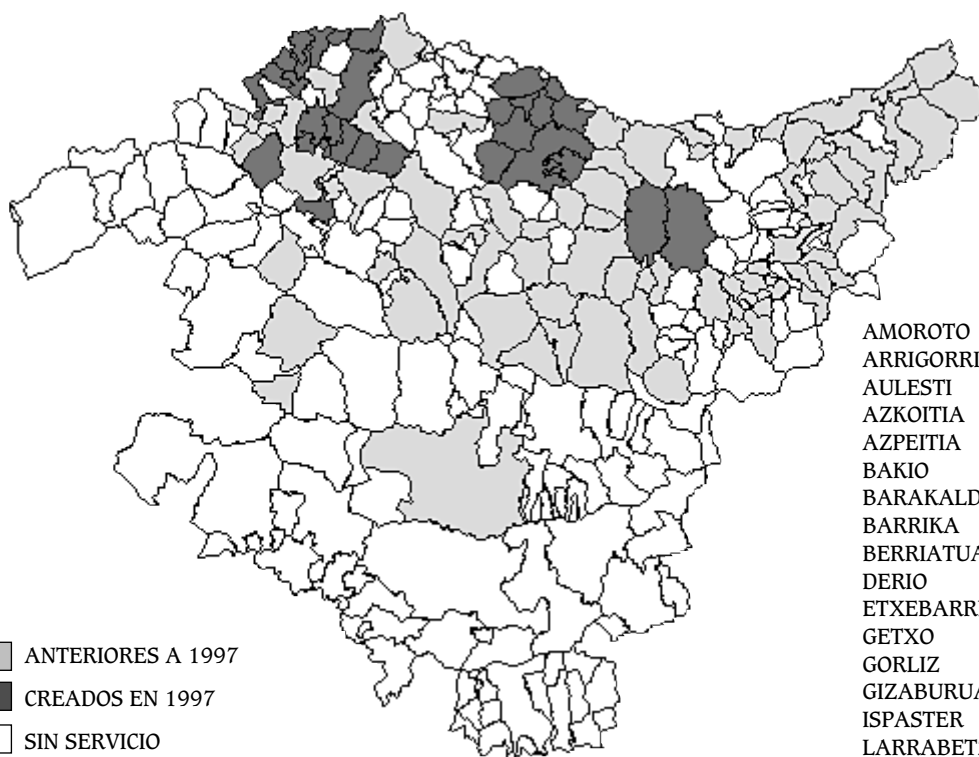 AMOROTO
ARRIGORRI
AULESTI
AZKOITIA
AZPEITIA
BAKIO
BARAKALD
BARRIKA
BERRIATUA
DERIO
ETXEBARR
GETXO
GORLIZ
GIZABURUA
ISPASTER
LARRABET
ANTERIORES A 1997
CREADOS EN 1997
SIN SERVICIO